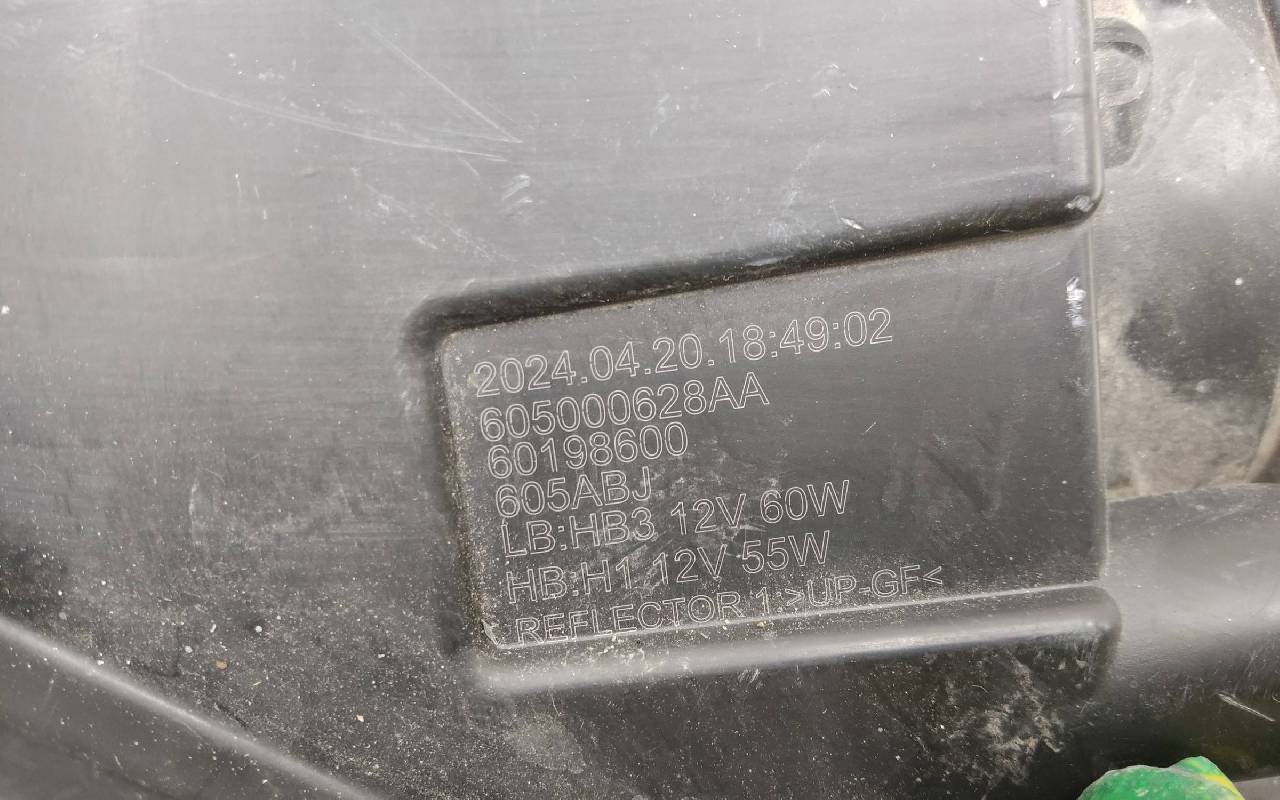 2024.04.20.18:49:02
605000628AA
60198600
605ABJ
LB:HB3 12V 60W
HB:H1 12V 55W
REFLECTOR 1:>UP-GF<